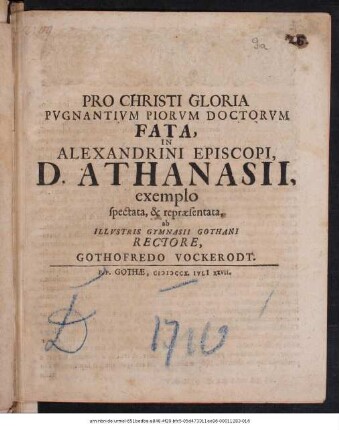 9a
PRO CHRISTI GLORIA
PVGNANTIVM PIORVM DOCTORVM
FATA,
IN
ALEXANDRINI EPISCOPI,
D. ATHANASII,
exemplo
spectata, & repræsentata,
ab
ILLVSTRIS GYMNASII GOTHANI
RECTORE,
GOTHOFREDO VOCKERODT.
P.P. GOTHÆ, CIƆIƆCCX. IVLI XXVII.
1710